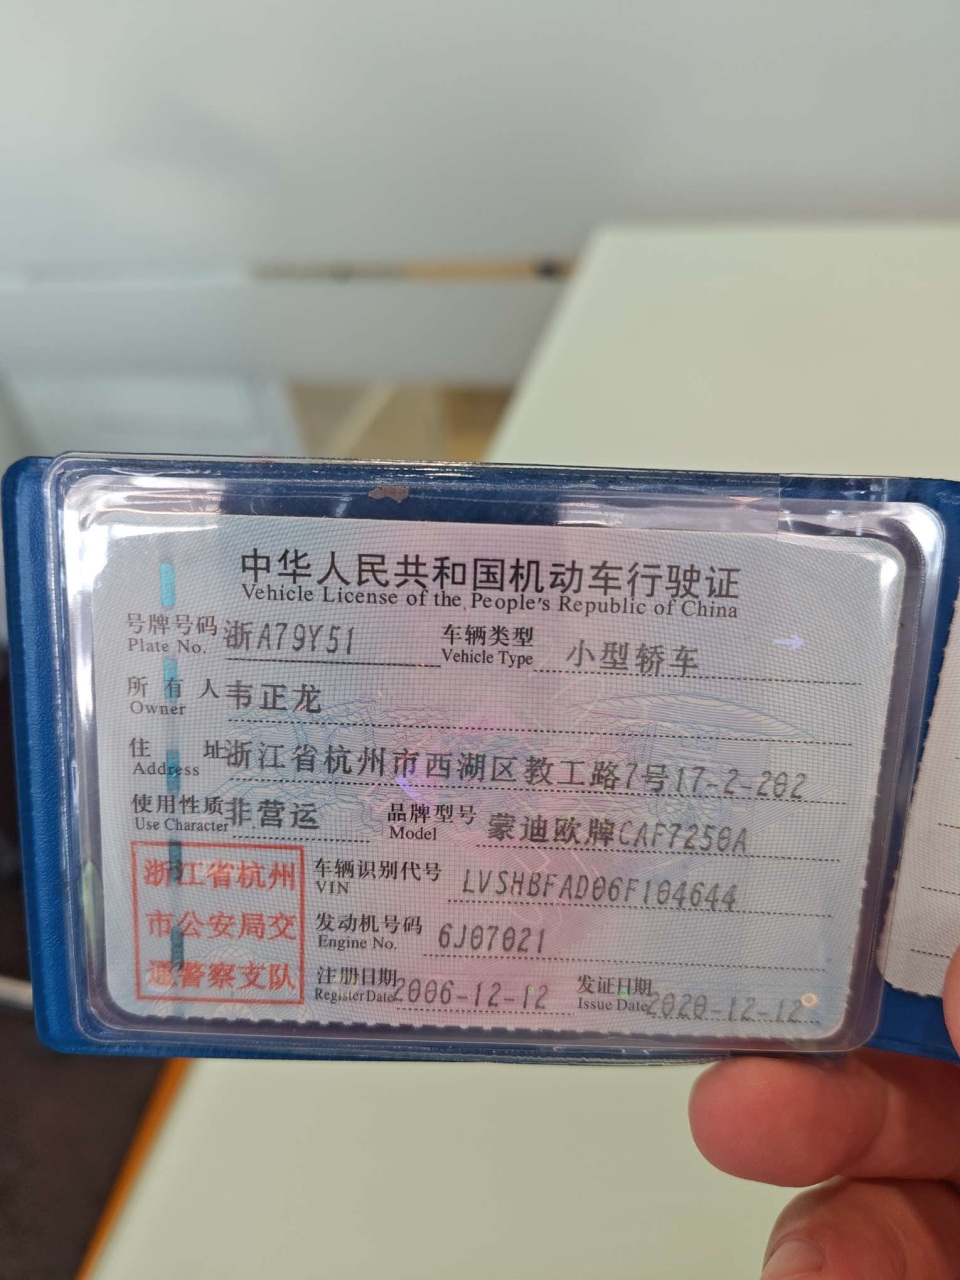 中华人民共和国机动车行驶证
Vehicle License of the People's Republic of China
号牌号码 浙A79Y51 车辆类型 小型轿车
Plate No. Vehicle Type
所有人 韦正龙
Owner
住址 浙江省杭州市西湖区教工路7号17-2-202
Address
使用性质 非营运 品牌型号 蒙迪欧牌CAF7250A
Use Character Model
浙江省杭州
市公安局交
通警察支队
车辆识别代号 LVSHBFAD06F104644
VIN
发动机号码 6J07021
Engine No.
注册日期 2006-12-12 发证日期 2020-12-12
Register Date Issue Date